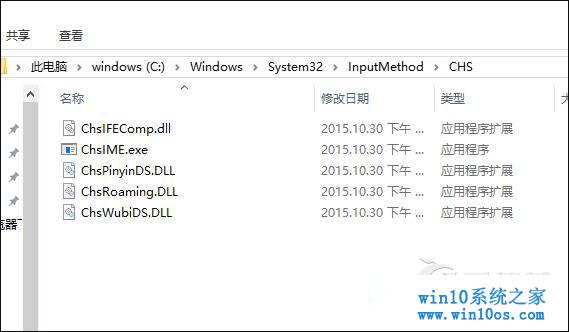 共享 查看
此电脑 windows (C:) Windows System32 InputMethod CHS
名称 修改日期 类型
ChsIFEComp.dll 2015.10.30 下午 ... 应用程序扩展
ChsIME.exe 2015.10.30 下午 ... 应用程序
ChsPinyinDS.DLL 2015.10.30 下午 ... 应用程序扩展
ChsRoaming.DLL 2015.10.30 下午 ... 应用程序扩展
ChsWubiDS.DLL 2015.10.30 下午 ... 应用程序扩展
览器下
win10系统之家
www.win10os.com